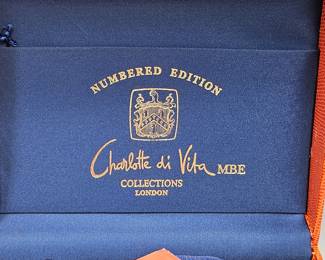 NUMBERED EDITION
Charlotte di Vita MBE
COLLECTIONS
LONDON